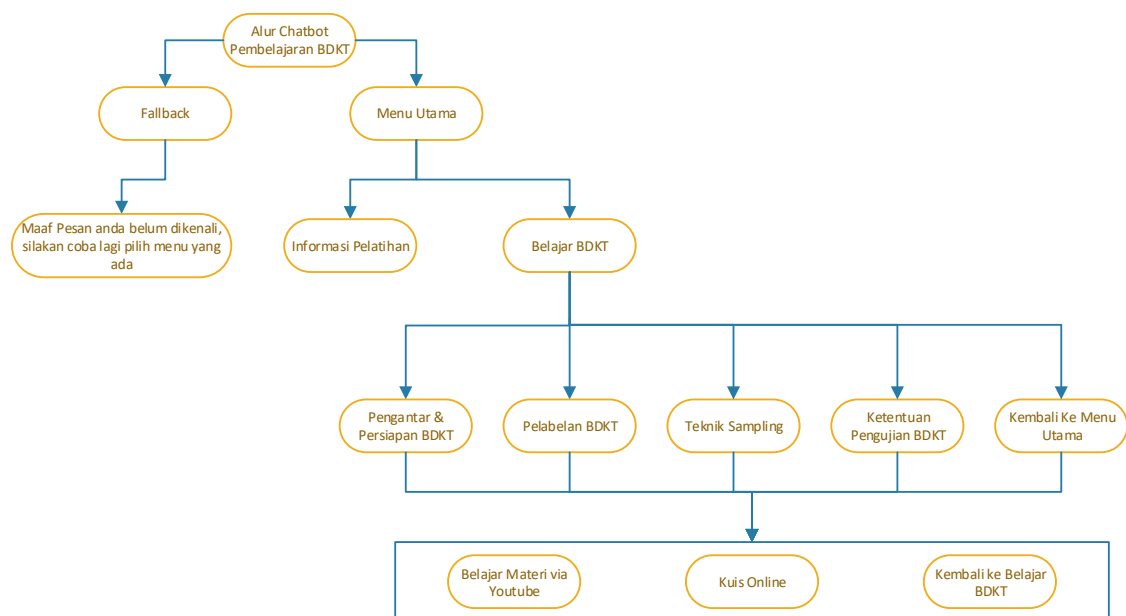 Alur Chatbot
Pembelajaran BDKT
Fallback
Menu Utama
Maaf Pesan anda belum dikenali,
silakan coba lagi pilih menu yang
ada
Informasi Pelatihan
Belajar BDKT
Pengantar &
Persiapan BDKT
Pelabelan BDKT
Teknik Sampling
Ketentuan
Pengujian BDKT
Kembali Ke Menu
Utama
Belajar Materi via
Youtube
Kuis Online
Kembali ke Belajar
BDKT